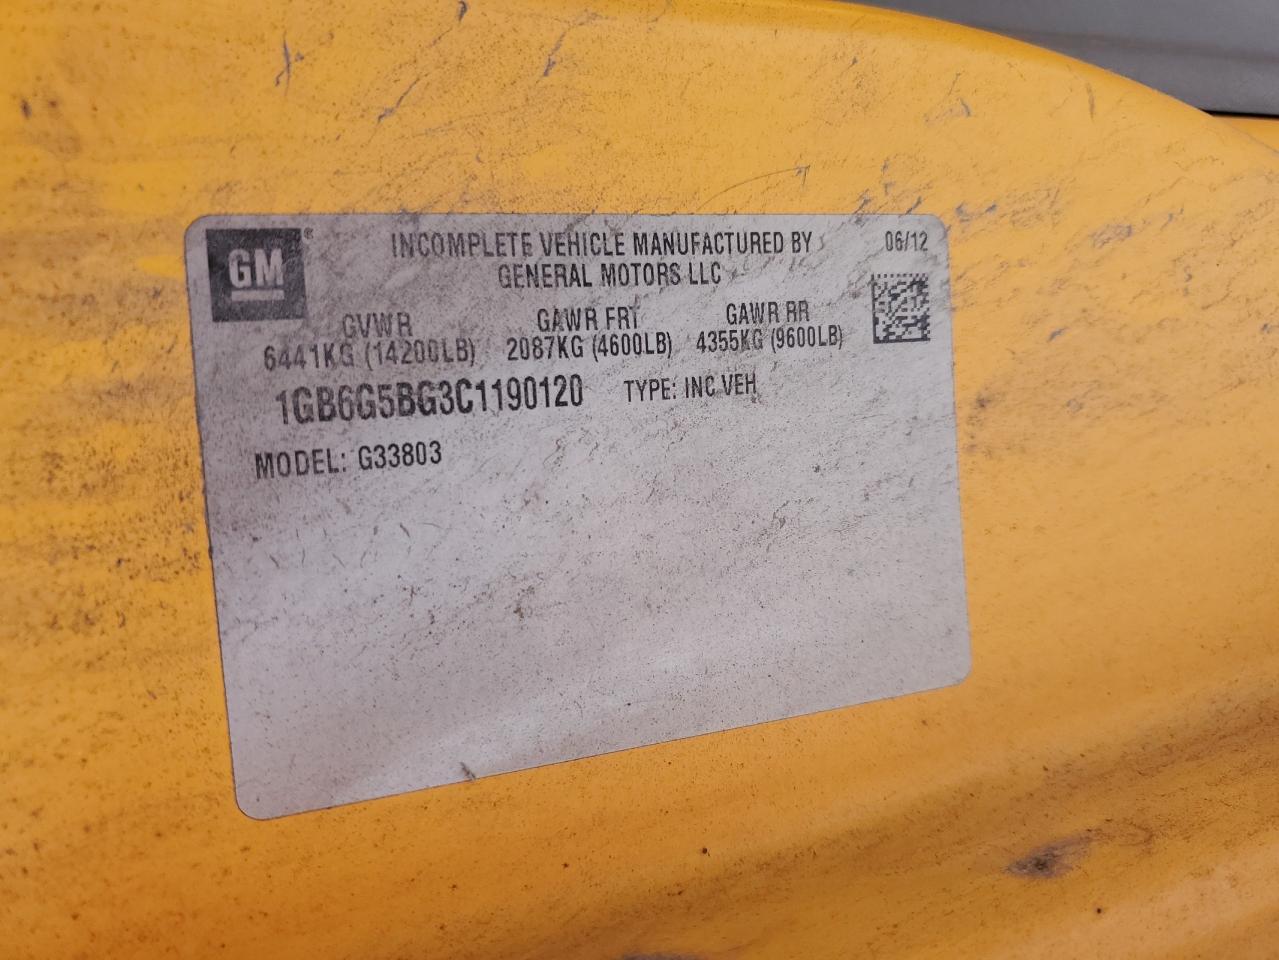 GM®
INCOMPLETE VEHICLE MANUFACTURED BY
GENERAL MOTORS LLC
06/12
GVWR GAWR FRT GAWR RR
6441KG (14200LB) 2087KG (4600LB) 4355KG (9600LB)
1GB6G5BG3C1190120 TYPE: INC VEH
MODEL: G33803